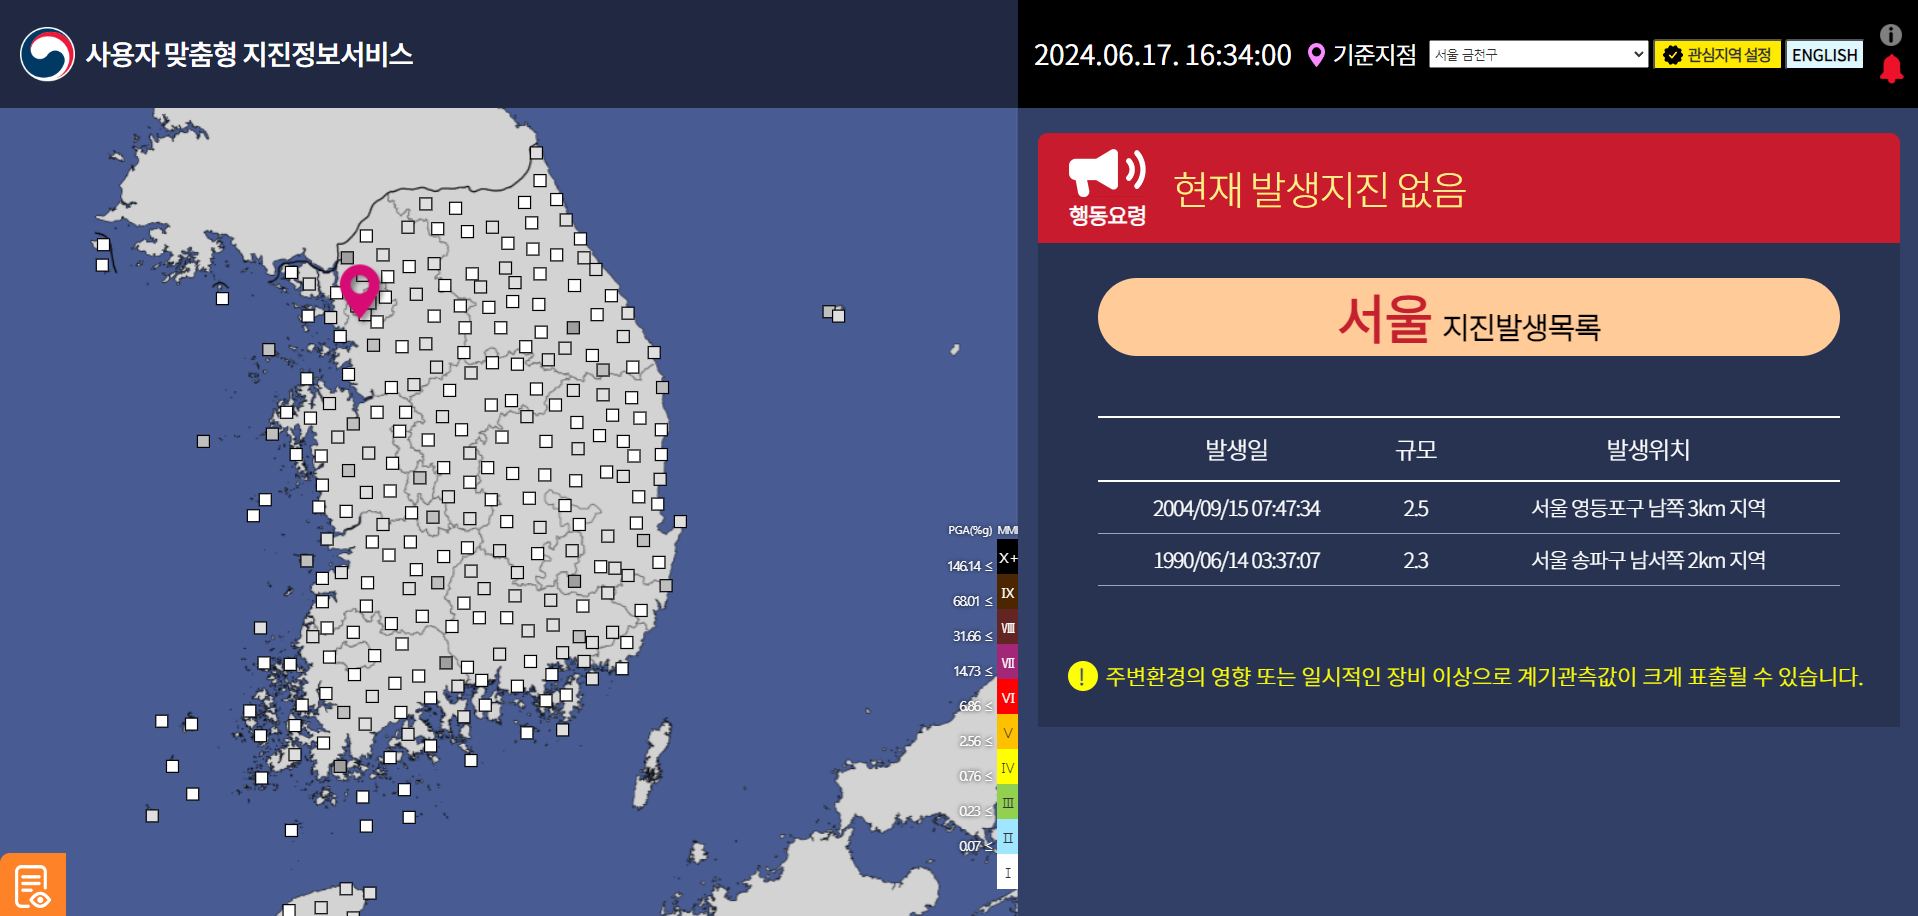 사용자 맞춤형 지진정보서비스
2024.06.17. 16:34:00 기준지점 서울 금천구 관심지역 설정 ENGLISH
행동요령
현재 발생지진 없음
서울 지진발생목록
발생일 규모 발생위치
2004/09/15 07:47:34 2.5 서울 영등포구 남쪽 3km 지역
1990/06/14 03:37:07 2.3 서울 송파구 남서쪽 2km 지역
! 주변환경의 영향 또는 일시적인 장비 이상으로 계기관측값이 크게 표출될 수 있습니다.
PGA(%g) MMI
X+
146.14 ≤
IX
68.01 ≤
Ⅷ
31.66 ≤
Ⅶ
14.73 ≤
VI
6.86 ≤
V
2.56 ≤
IV
0.76 ≤
Ⅲ
0.23 ≤
Ⅱ
0.07 ≤
I